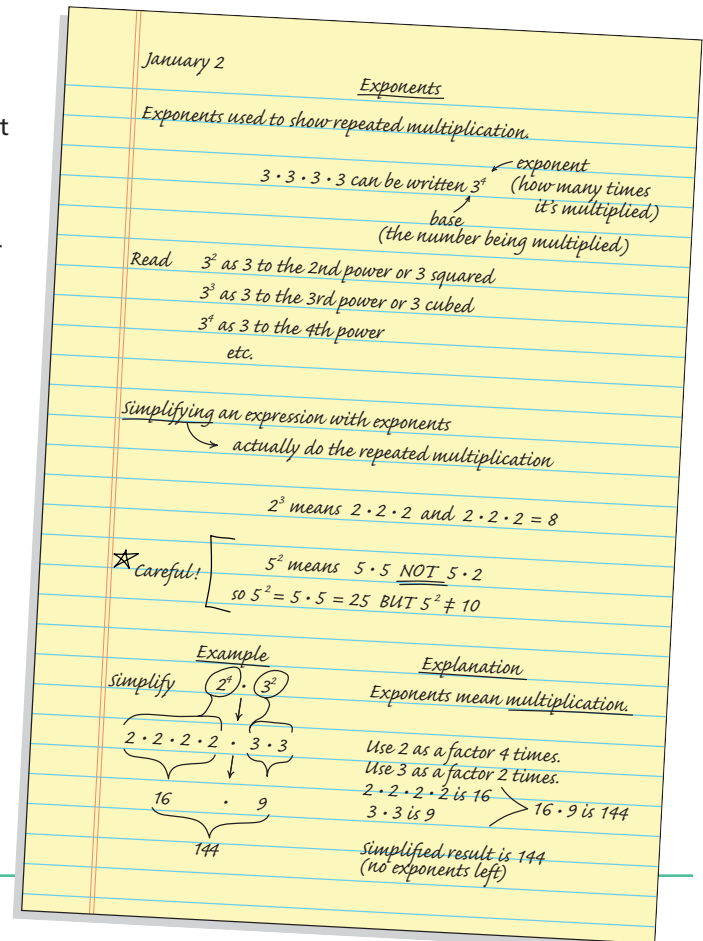 t
January 2
Exponents
Exponents used to show repeated multiplication.
3 · 3 · 3 · 3 can be written 3⁴
exponent
(how many times
it's multiplied)
base
(the number being multiplied)
Read 3² as 3 to the 2nd power or 3 squared
3³ as 3 to the 3rd power or 3 cubed
3⁴ as 3 to the 4th power
etc.
Simplifying an expression with exponents
actually do the repeated multiplication
2³ means 2 · 2 · 2 and 2 · 2 · 2 = 8
Careful!
5² means 5 · 5 NOT 5 · 2
so 5² = 5 · 5 = 25 BUT 5² ≠ 10
Example
Simplify 2⁴ · 3²
2 · 2 · 2 · 2 · 3 · 3
16 · 9
144
Explanation
Exponents mean multiplication.
Use 2 as a factor 4 times.
Use 3 as a factor 2 times.
2 · 2 · 2 · 2 is 16
3 · 3 is 9
16 · 9 is 144
Simplified result is 144
(no exponents left)